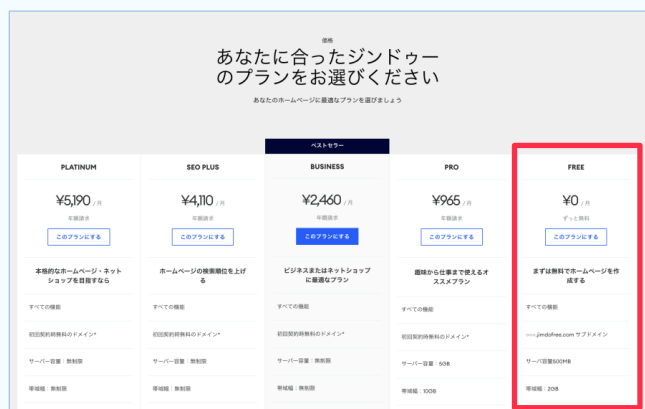 価格
あなたに合ったジンドゥー
のプランをお選びください
あなたのホームページに最適なプランを選びましょう
ベストセラー
PLATINUM
¥5,190 / 月
年額請求
このプランにする
本格的なホームページ・ネット
ショップを目指すなら
すべての機能
初回契約時無料のドメイン*
サーバー容量：無制限
帯域幅：無制限
SEO PLUS
¥4,110 / 月
年額請求
このプランにする
ホームページの検索順位を上げ
る
すべての機能
初回契約時無料のドメイン*
サーバー容量：無制限
帯域幅：無制限
BUSINESS
¥2,460 / 月
年額請求
このプランにする
ビジネスまたはネットショップ
に最適なプラン
すべての機能
初回契約時無料のドメイン*
サーバー容量：無制限
帯域幅：無制限
PRO
¥965 / 月
年額請求
このプランにする
趣味から仕事まで使えるオ
ススメプラン
すべての機能
初回契約時無料のドメイン*
サーバー容量：5GB
帯域幅：10GB
FREE
¥0 / 月
ずっと無料
このプランにする
まずは無料でホームページを作
成する
すべての機能
.jimdofree.com サブドメイン
サーバ容量500MB
帯域幅：2GB